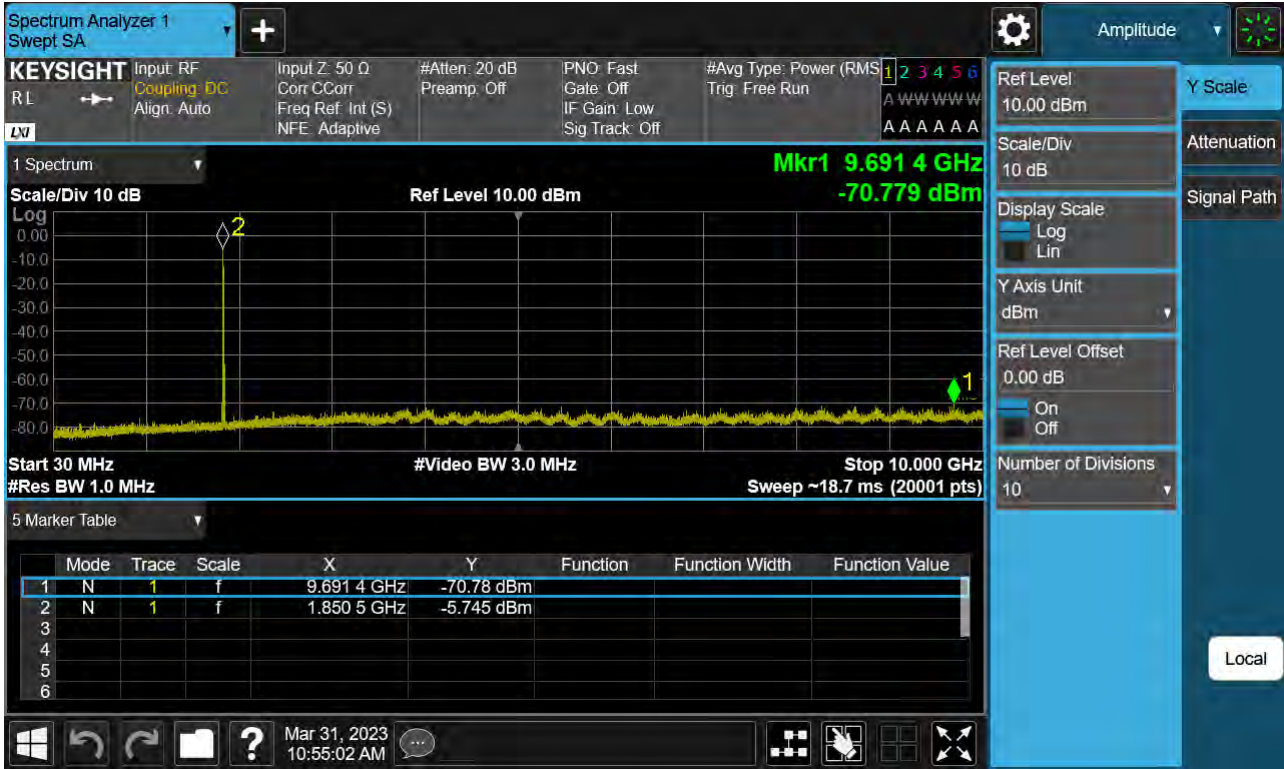 Spectrum Analyzer 1
Swept SA
Amplitude
KEYSIGHT
RL
LXI
Input: RF
Coupling: DC
Align: Auto
Input Z: 50 Ω
Corr CCorr
Freq Ref: Int (S)
NFE: Adaptive
#Atten: 20 dB
Preamp: Off
PNO: Fast
Gate: Off
IF Gain: Low
Sig Track: Off
#Avg Type: Power (RMS
Trig: Free Run
1 2 3 4 5 6
A W W W W W
A A A A A A
1 Spectrum
Mkr1 9.691 4 GHz
Scale/Div 10 dB
Ref Level 10.00 dBm
-70.779 dBm
Log
0.00
-10.0
-20.0
-30.0
-40.0
-50.0
-60.0
-70.0
-80.0
2
1
Start 30 MHz
#Video BW 3.0 MHz
Stop 10.000 GHz
#Res BW 1.0 MHz
Sweep ~18.7 ms (20001 pts)
5 Marker Table
Mode Trace Scale X Y Function Function Width Function Value
1 N 1 f 9.691 4 GHz -70.78 dBm
2 N 1 f 1.850 5 GHz -5.745 dBm
3
4
5
6
Ref Level
10.00 dBm
Scale/Div
10 dB
Display Scale
Log
Lin
Y Axis Unit
dBm
Ref Level Offset
0.00 dB
On
Off
Number of Divisions
10
Y Scale
Attenuation
Signal Path
Local
?
Mar 31, 2023
10:55:02 AM